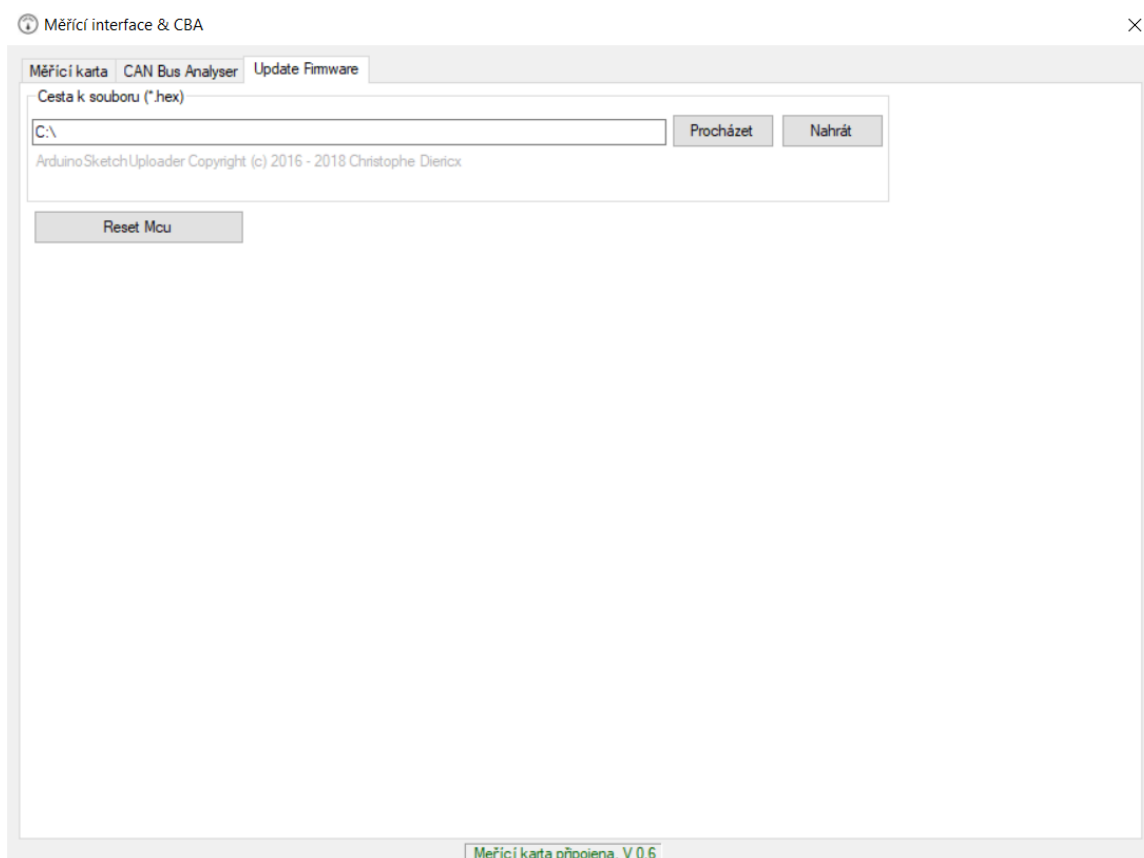 Měřící interface & CBA
Měřící karta CAN Bus Analyser Update Firmware
Cesta k souboru (*.hex)
C:\ Procházet Nahrát
ArduinoSketchUploader Copyright (c) 2016 - 2018 Christophe Diericx
Reset Mcu
Meřící karta připojena. V 0.6